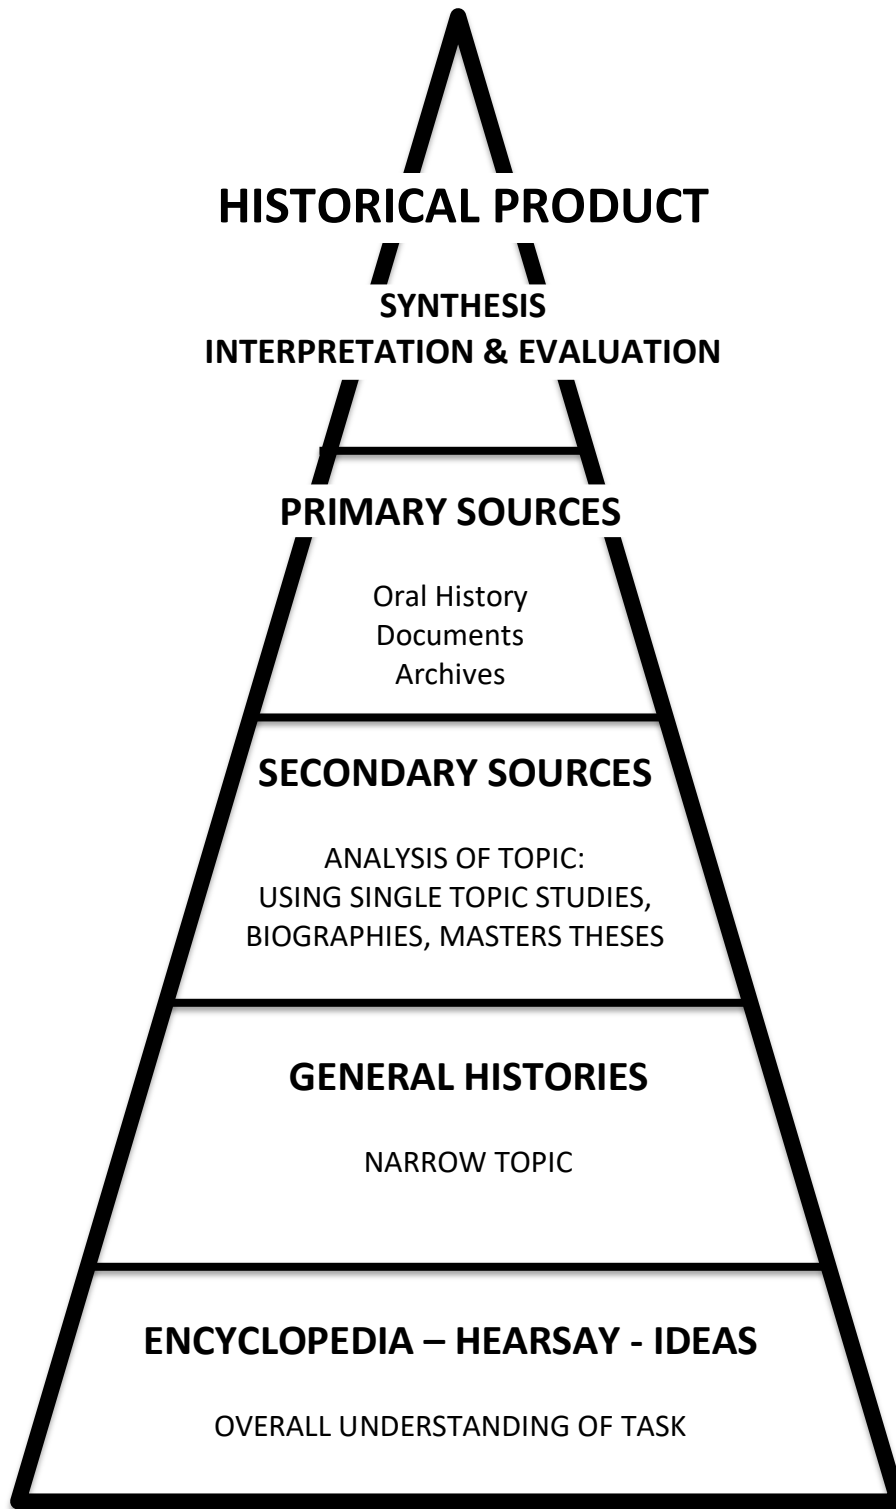 HISTORICAL PRODUCT
SYNTHESIS
INTERPRETATION & EVALUATION
PRIMARY SOURCES
Oral History
Documents
Archives
SECONDARY SOURCES
ANALYSIS OF TOPIC:
USING SINGLE TOPIC STUDIES,
BIOGRAPHIES, MASTERS THESES
GENERAL HISTORIES
NARROW TOPIC
ENCYCLOPEDIA – HEARSAY - IDEAS
OVERALL UNDERSTANDING OF TASK